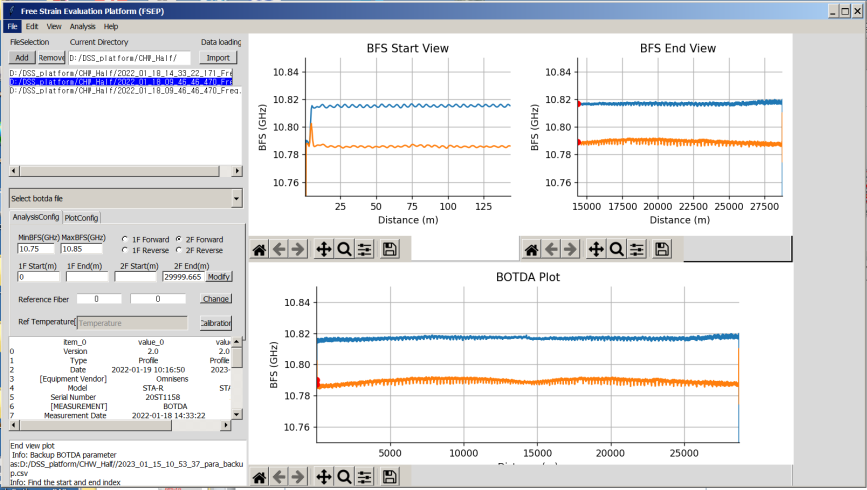 Free Strain Evaluation Platform (FSEP)
File Edit View Analysis Help
FileSelection Current Directory Data loading
Add Remove D:/DSS_platform/CHW_Half/ Import
D:/DSS_platform/CHW_Half/2022_01_18_14_33_22_171_Fre
D:/DSS_platform/CHW_Half/2022_01_18_09_46_46_470_Fre
D:/DSS_platform/CHW_Half/2022_01_18_09_46_46_470_Freq.
Select botda file
AnalysisConfig PlotConfig
MinBFS(GHz) MaxBFS(GHz) 1F Forward 2F Forward
10.75 10.85 1F Reverse 2F Reverse
1F Start(m) 1F End(m) 2F Start(m) 2F End(m)
0 29999.665 Modify
Reference Fiber 0 0 Change
Ref Temperature( Temperature Calibration
item_0 value_0 valu
0 Version 2.0 2.0
1 Type Profile Profile
2 Date 2022-01-19 10:16:50 2023-
[Equipment Vendor] Omnisens
4 Model STA-R STA
5 Serial Number 20ST1158
[MEASUREMENT] BOTDA
7 Measurement Date 2022-01-18 14:33:22
End view plot
Info: Backup BOTDA parameter
as:D:/DSS_platform/CHW_Half//2023_01_15_10_53_37_para_backu
p.csv
Info: Find the start and end index
BFS Start View
BFS (GHz)
10.84
10.82
10.80
10.78
10.76
25 50 75 100 125
Distance (m)
BFS End View
BFS (GHz)
10.84
10.82
10.80
10.78
10.76
15000 17500 20000 22500 25000 27500
Distance (m)
BOTDA Plot
BFS (GHz)
10.84
10.82
10.80
10.78
10.76
5000 10000 15000 20000 25000